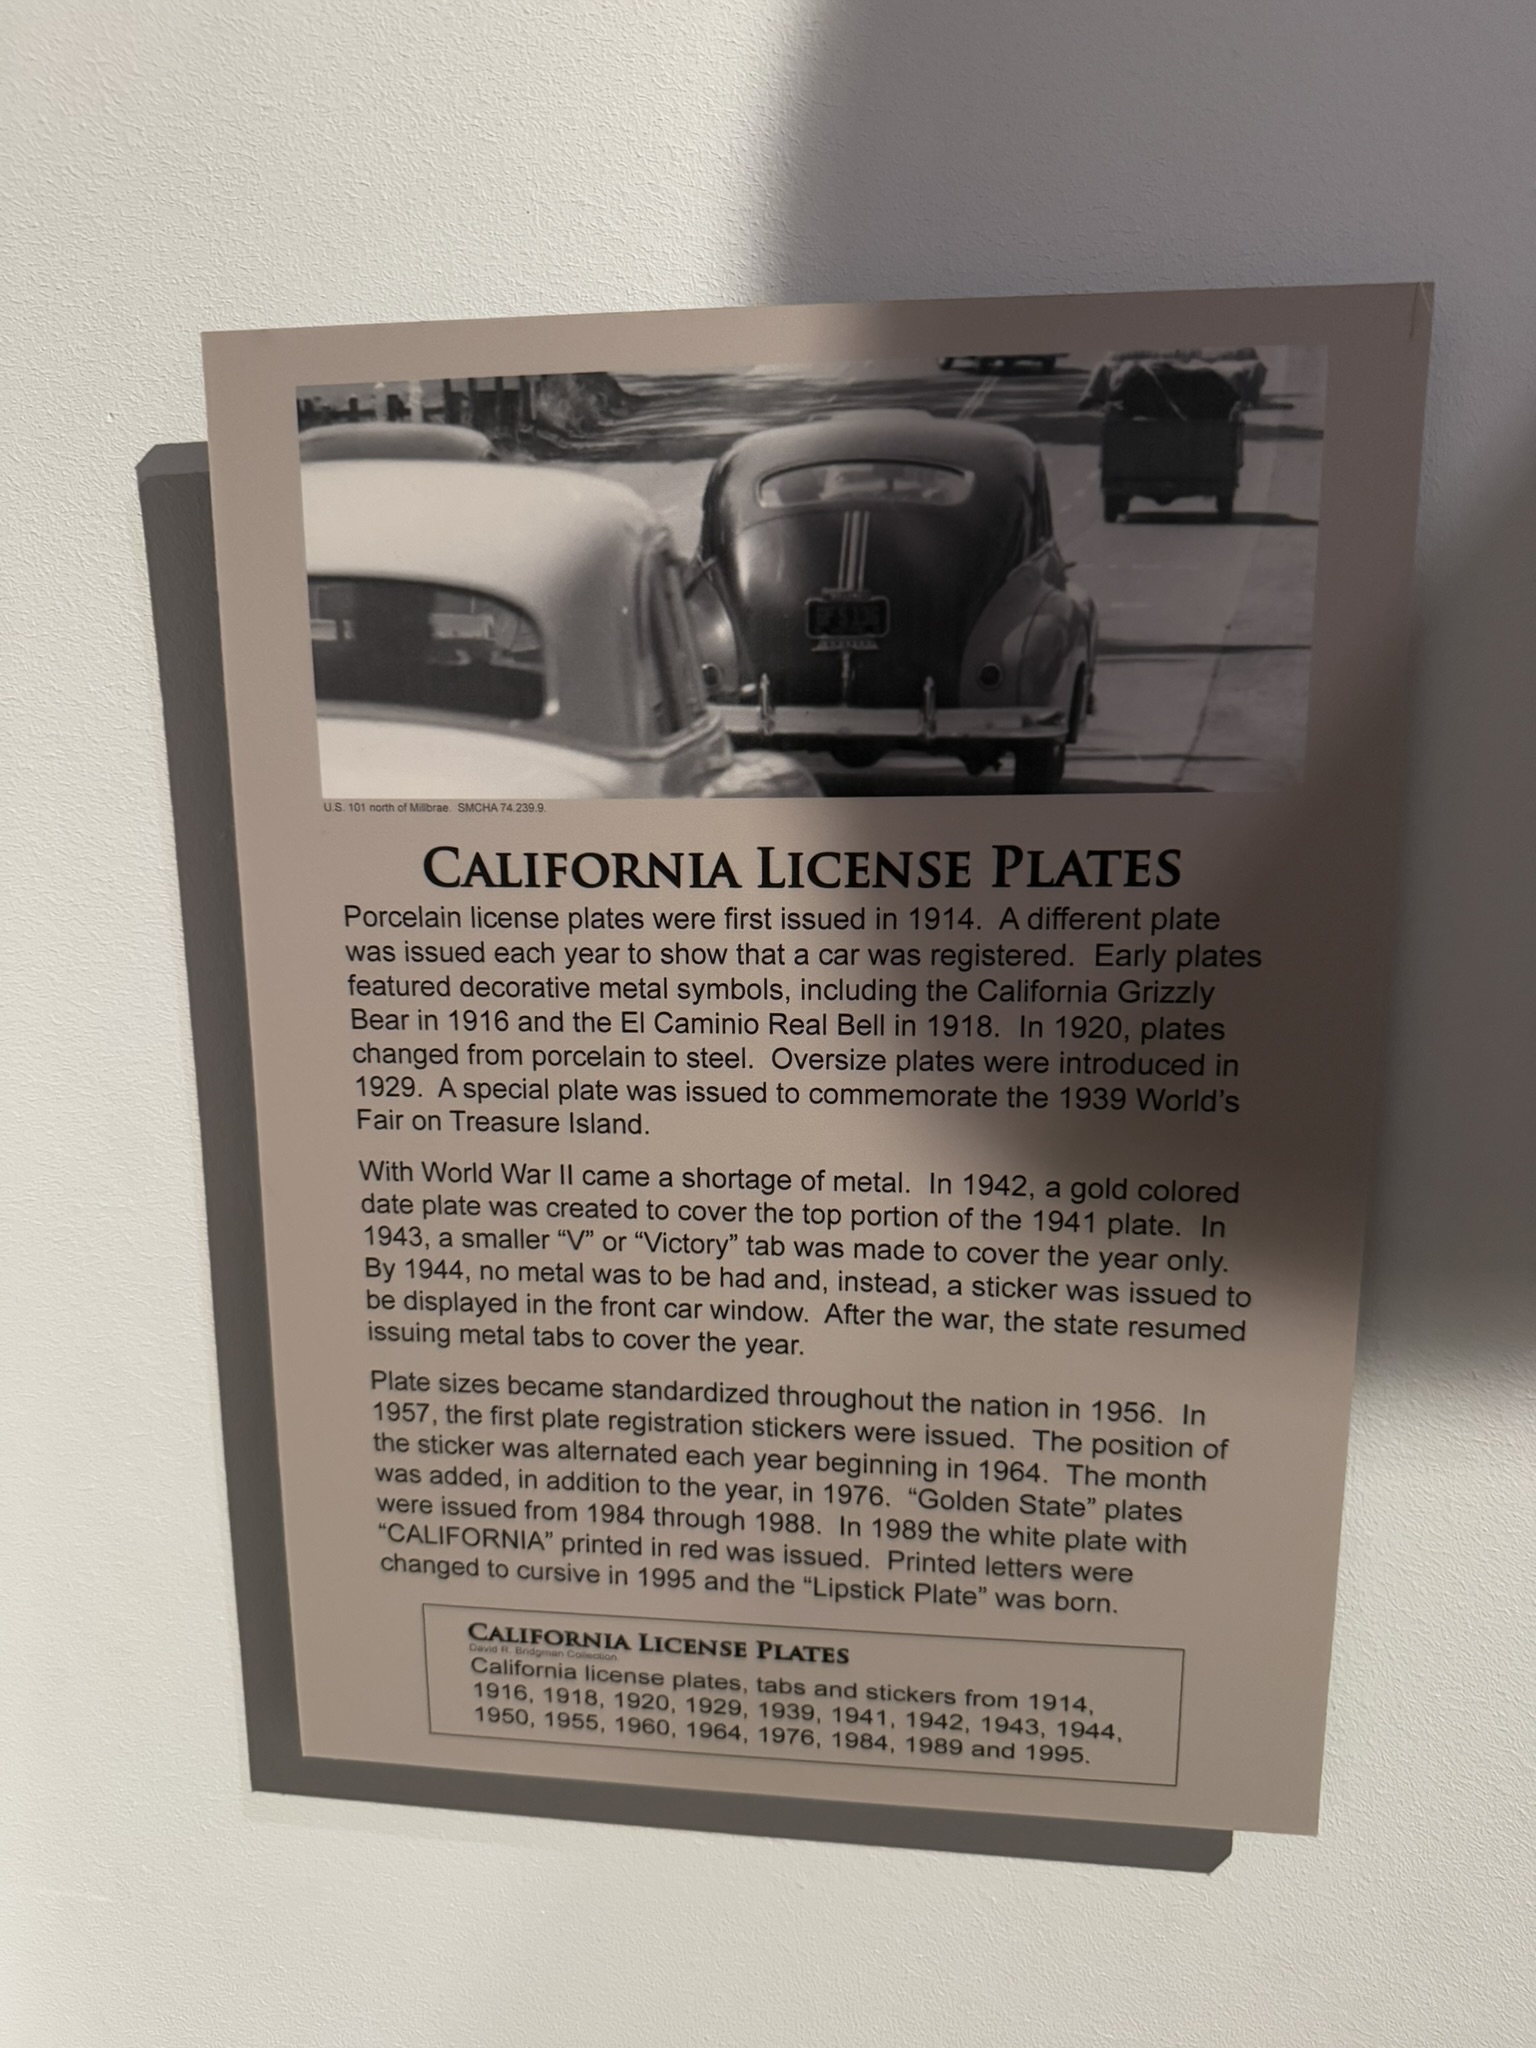 U.S. 101 north of Millbrae. SMCHA 74.239.9.
CALIFORNIA LICENSE PLATES
Porcelain license plates were first issued in 1914. A different plate
was issued each year to show that a car was registered. Early plates
featured decorative metal symbols, including the California Grizzly
Bear in 1916 and the El Caminio Real Bell in 1918. In 1920, plates
changed from porcelain to steel. Oversize plates were introduced in
1929. A special plate was issued to commemorate the 1939 World's
Fair on Treasure Island.
With World War II came a shortage of metal. In 1942, a gold colored
date plate was created to cover the top portion of the 1941 plate. In
1943, a smaller “V” or “Victory” tab was made to cover the year only.
By 1944, no metal was to be had and, instead, a sticker was issued to
be displayed in the front car window. After the war, the state resumed
issuing metal tabs to cover the year.
Plate sizes became standardized throughout the nation in 1956. In
1957, the first plate registration stickers were issued. The position of
the sticker was alternated each year beginning in 1964. The month
was added, in addition to the year, in 1976. “Golden State” plates
were issued from 1984 through 1988. In 1989 the white plate with
“CALIFORNIA” printed in red was issued. Printed letters were
changed to cursive in 1995 and the “Lipstick Plate” was born.
CALIFORNIA LICENSE PLATES
David R. Bridgman Collection
California license plates, tabs and stickers from 1914,
1916, 1918, 1920, 1929, 1939, 1941, 1942, 1943, 1944,
1950, 1955, 1960, 1964, 1976, 1984, 1989 and 1995.